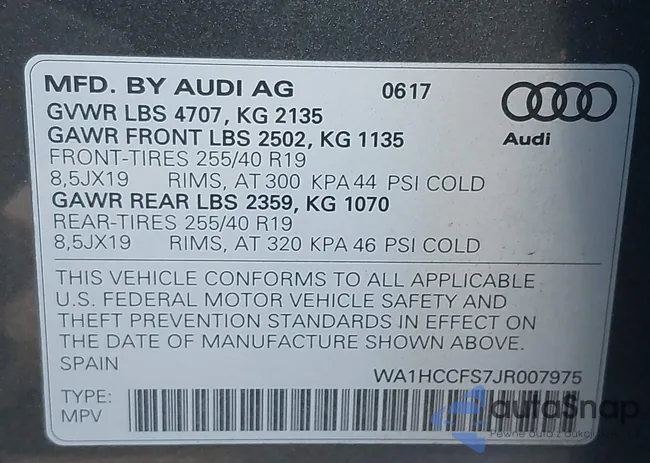 MFD. BY AUDI AG 0617
GVWR LBS 4707, KG 2135
GAWR FRONT LBS 2502, KG 1135
Audi
FRONT-TIRES 255/40 R19
8,5JX19 RIMS, AT 300 KPA 44 PSI COLD
GAWR REAR LBS 2359, KG 1070
REAR-TIRES 255/40 R19
8,5JX19 RIMS, AT 320 KPA 46 PSI COLD
THIS VEHICLE CONFORMS TO ALL APPLICABLE
U.S. FEDERAL MOTOR VEHICLE SAFETY AND
THEFT PREVENTION STANDARDS IN EFFECT ON
THE DATE OF MANUFACTURE SHOWN ABOVE.
SPAIN
WA1HCCFS7JR007975
TYPE:
MPV
autaSnap
Pewne auta z aukcji